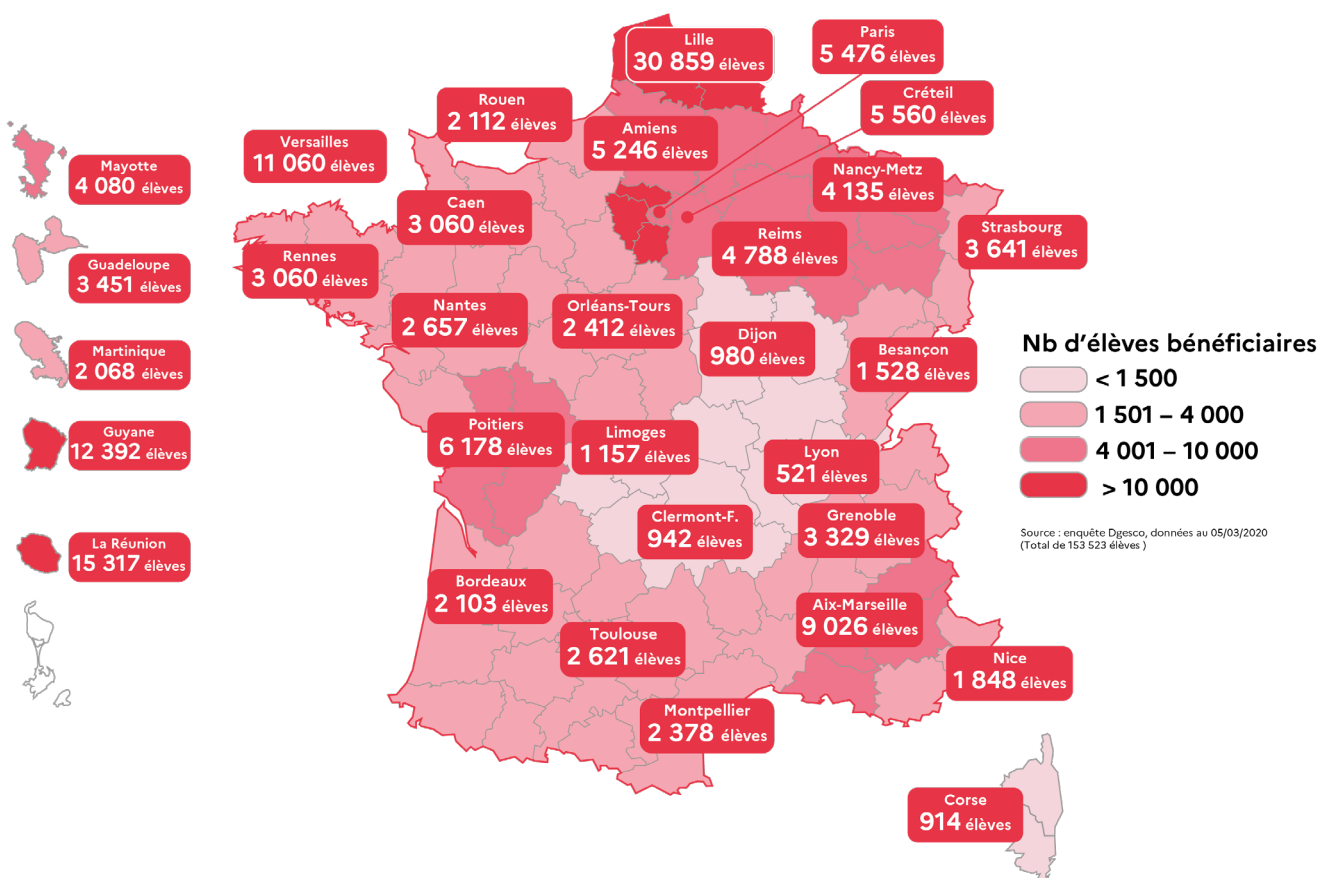 Lille
30 859 élèves
Paris
5 476 élèves
Créteil
5 560 élèves
Rouen
2 112 élèves
Amiens
5 246 élèves
Versailles
11 060 élèves
Nancy-Metz
4 135 élèves
Mayotte
4 080 élèves
Caen
3 060 élèves
Strasbourg
3 641 élèves
Reims
4 788 élèves
Rennes
3 060 élèves
Guadeloupe
3 451 élèves
Nantes
2 657 élèves
Orléans-Tours
2 412 élèves
Dijon
980 élèves
Besançon
1 528 élèves
Martinique
2 068 élèves
Nb d’élèves bénéficiaires
< 1 500
1 501 – 4 000
4 001 – 10 000
> 10 000
Source : enquête Dgesco, données au 05/03/2020
(Total de 153 523 élèves )
Guyane
12 392 élèves
Poitiers
6 178 élèves
Limoges
1 157 élèves
Lyon
521 élèves
Clermont-F.
942 élèves
Grenoble
3 329 élèves
La Réunion
15 317 élèves
Bordeaux
2 103 élèves
Aix-Marseille
9 026 élèves
Toulouse
2 621 élèves
Nice
1 848 élèves
Montpellier
2 378 élèves
Corse
914 élèves